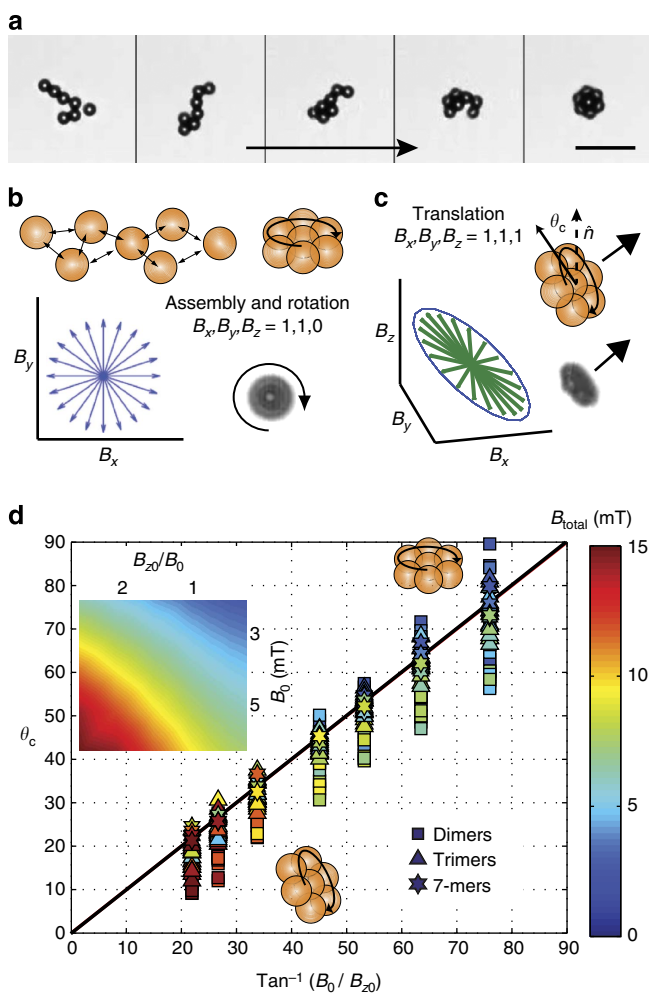 a
b
c
Translation
Bx,By,Bz = 1,1,1
θc
n̂
Assembly and rotation
Bx,By,Bz = 1,1,0
By
Bx
Bz
By
Bx
d
Btotal (mT)
Bz0/B0
2 1
3
5
B0 (mT)
θc
90
80
70
60
50
40
30
20
10
0
Dimers
Trimers
7-mers
0 10 20 30 40 50 60 70 80 90
Tan−1 (B0 / Bz0)
15
10
5
0